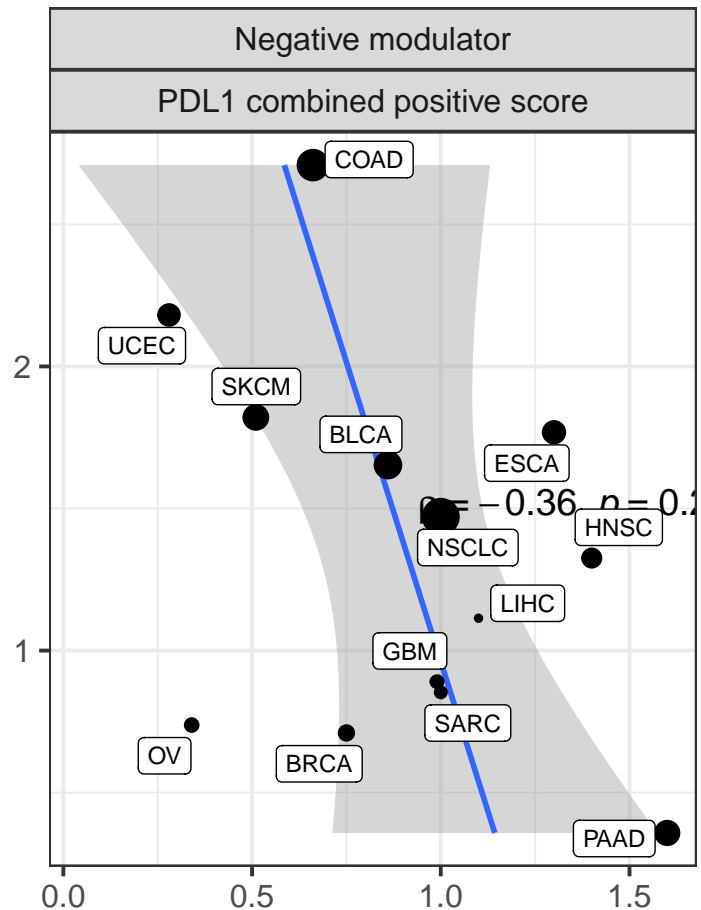 Negative modulator
PDL1 combined positive score
COAD
UCEC
2
SKCM
BLCA
ESCA
= −0.36, p = 0.2
HNSC
NSCLC
LIHC
1
GBM
SARC
OV
BRCA
PAAD
0.0 0.5 1.0 1.5